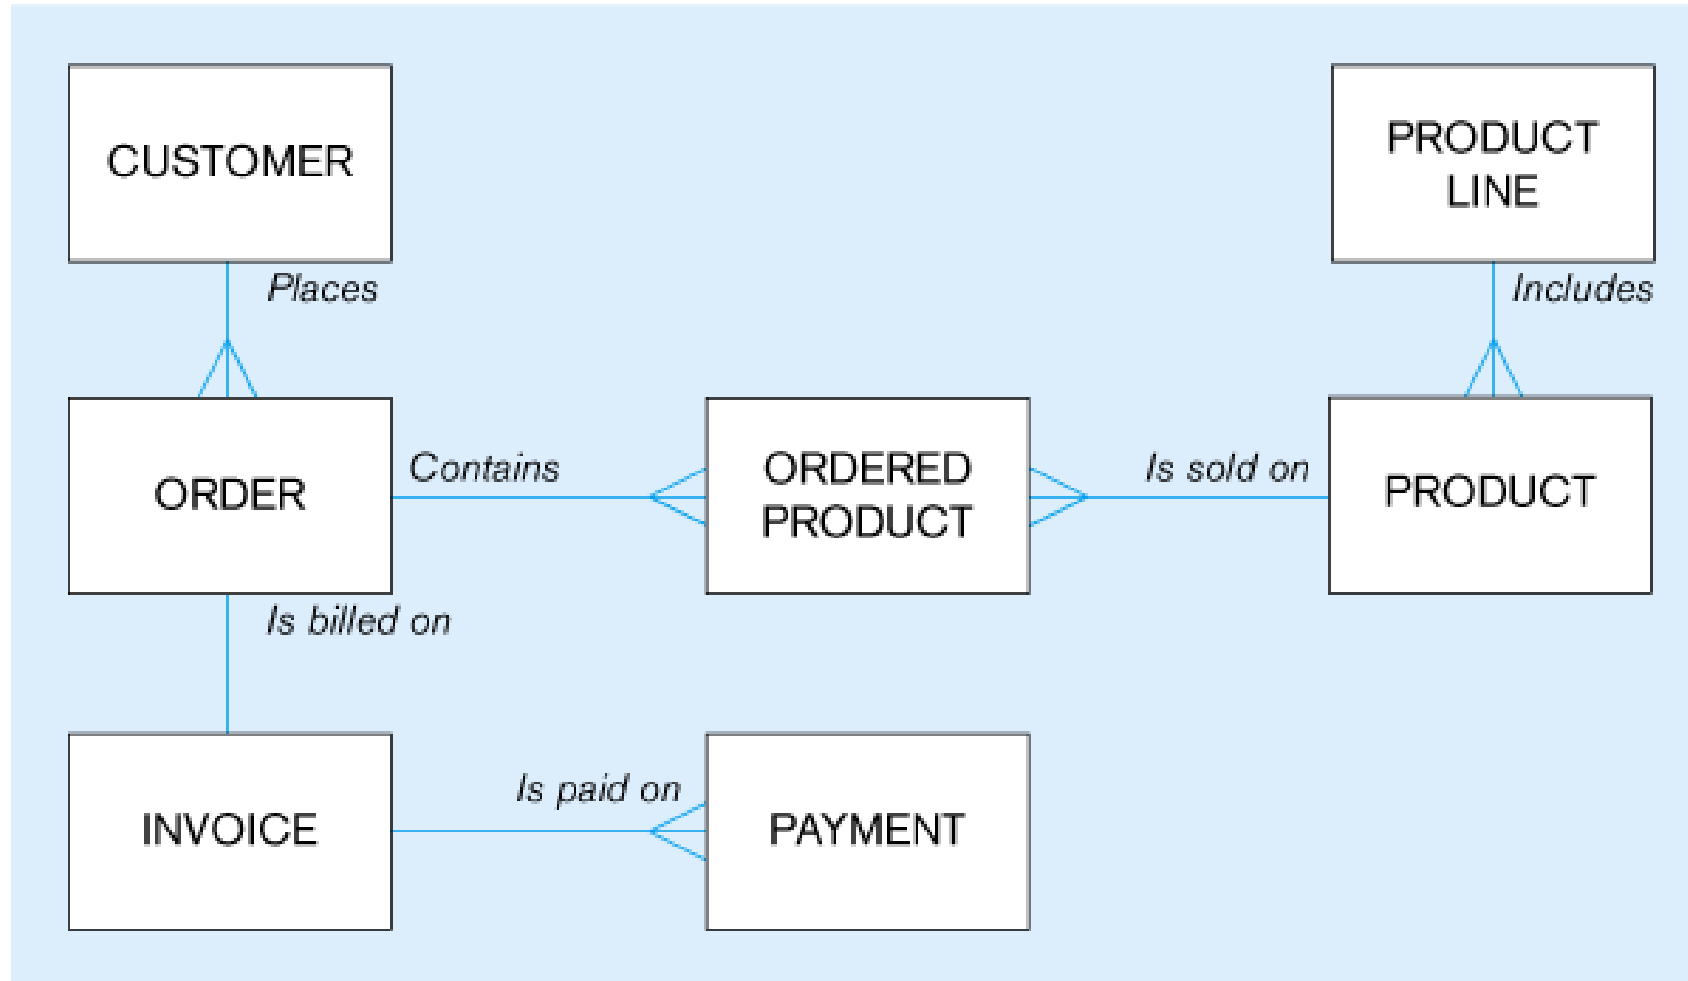 CUSTOMER
PRODUCT
LINE
Places
Includes
ORDER
Contains
ORDERED
PRODUCT
Is sold on
PRODUCT
Is billed on
INVOICE
Is paid on
PAYMENT